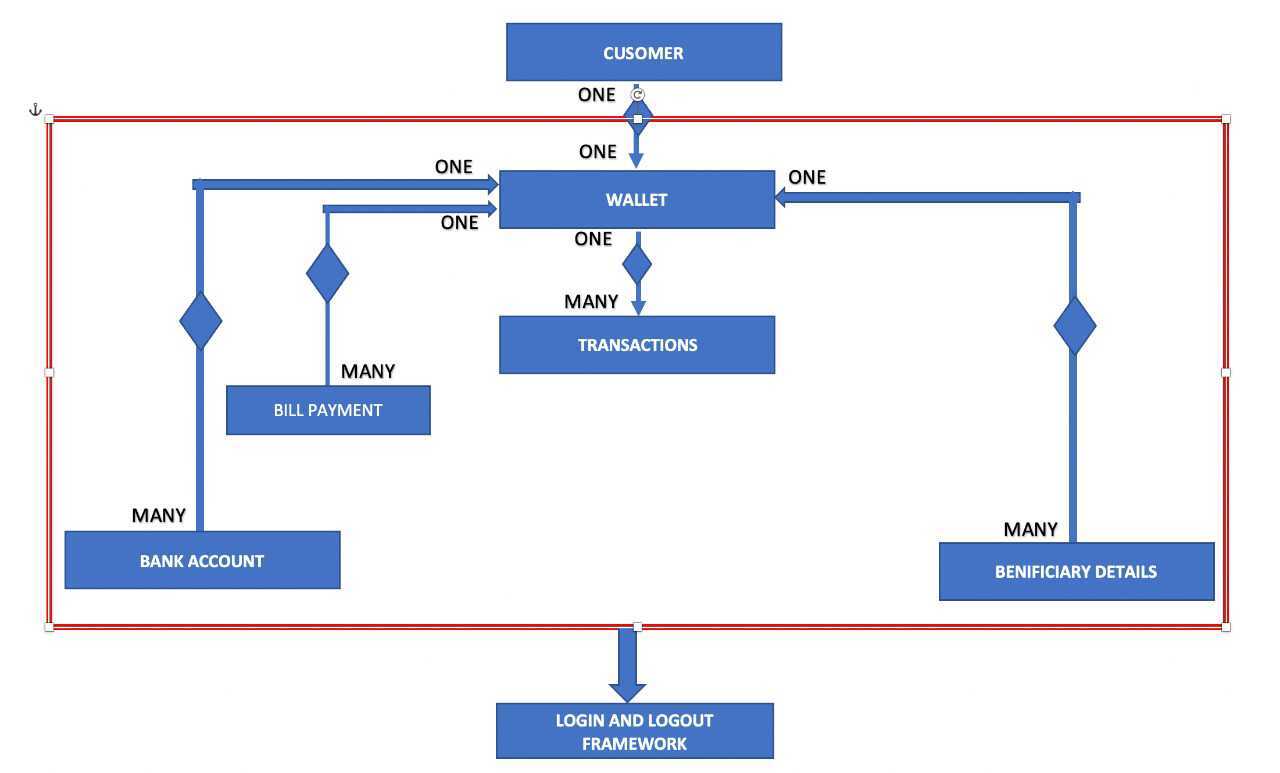 CUSOMER
ONE
ONE
ONE
ONE
WALLET
ONE
ONE
MANY
TRANSACTIONS
MANY
BILL PAYMENT
MANY
BANK ACCOUNT
MANY
BENIFICIARY DETAILS
LOGIN AND LOGOUT
FRAMEWORK